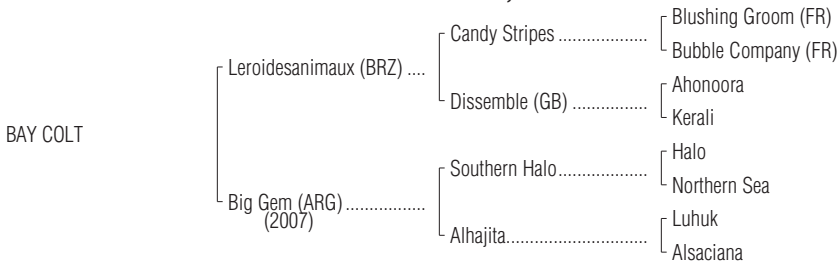 Blushing Groom (FR)
Candy Stripes ...................
Bubble Company (FR)
Leroidesanimaux (BRZ) ....
Ahonoora
Dissemble (GB) ................
Kerali
BAY COLT
Halo
Southern Halo...................
Northern Sea
Big Gem (ARG) .................
(2007)
Luhuk
Alhajita..............................
Alsaciana